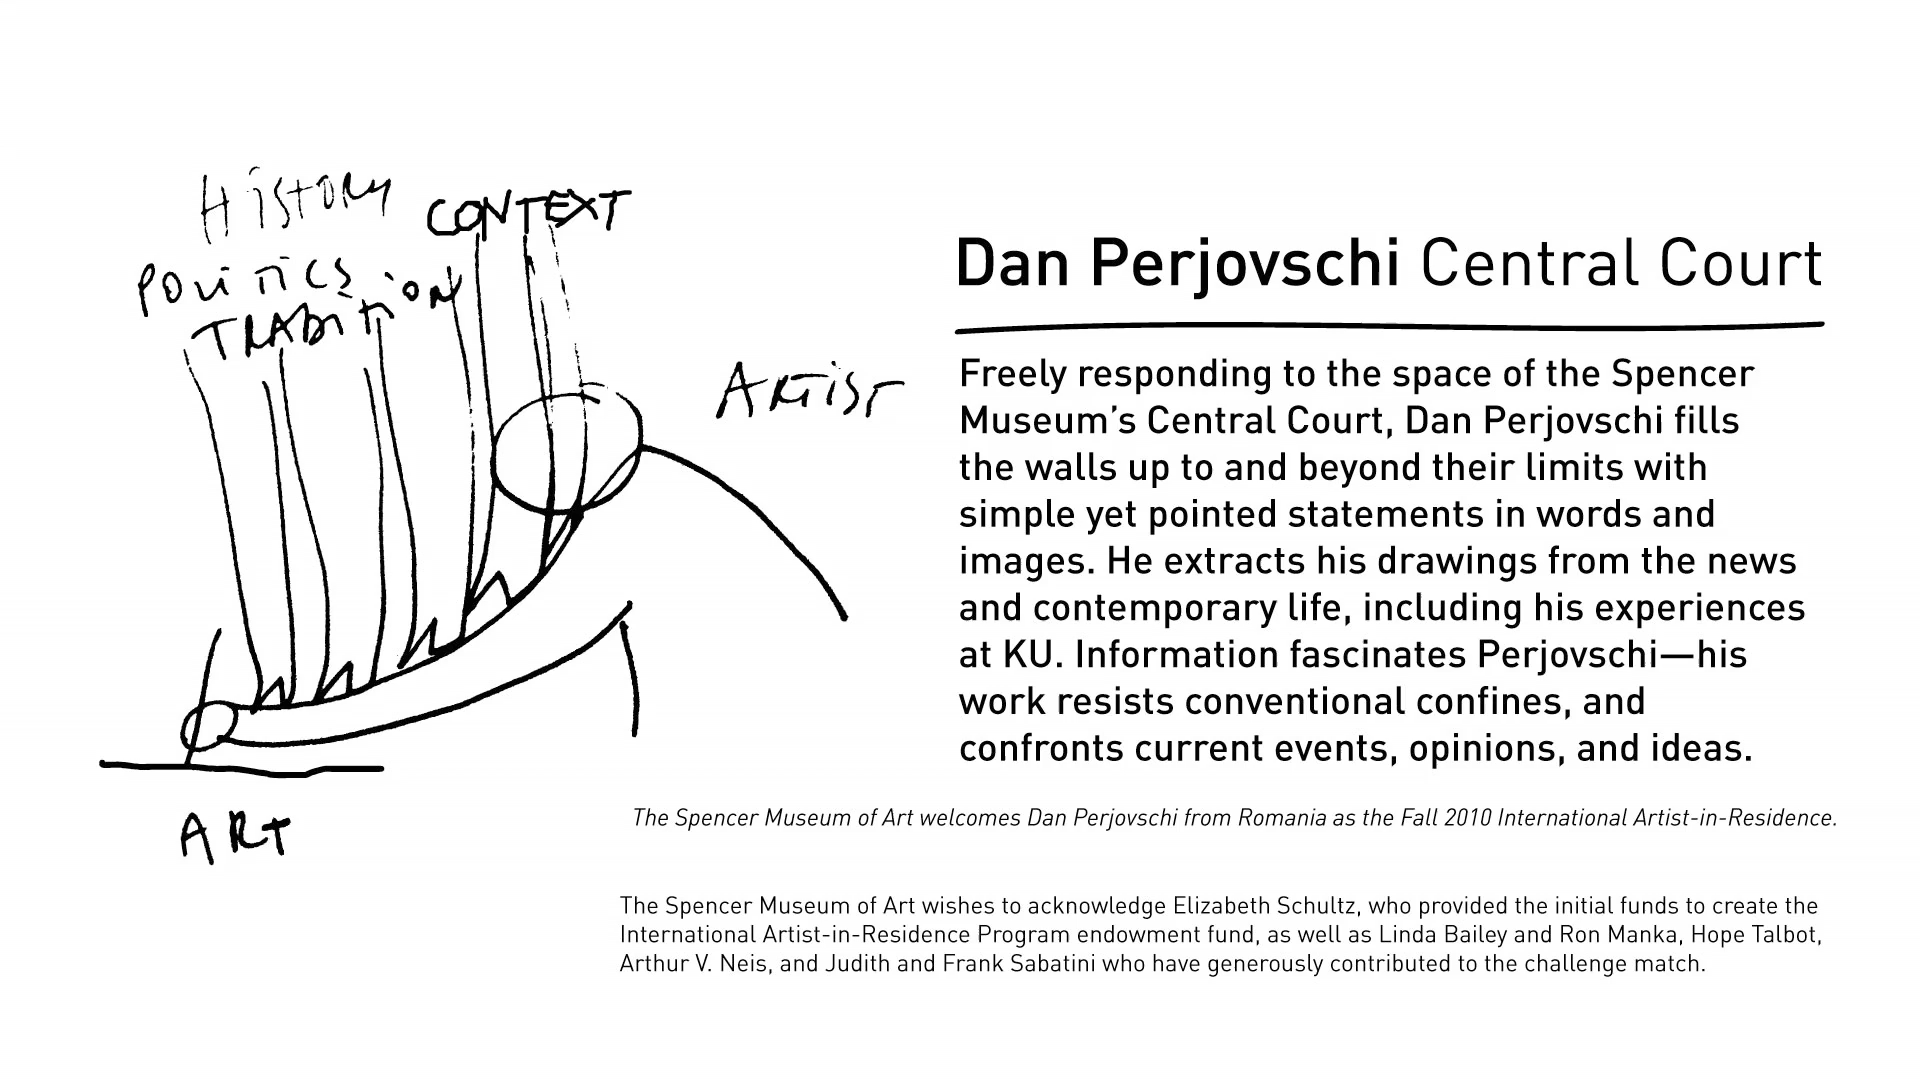 HISTORY
CONTEXT
POLITICS
TRADITION
ARTIST
ART
Dan Perjovschi Central Court
Freely responding to the space of the Spencer
Museum’s Central Court, Dan Perjovschi fills
the walls up to and beyond their limits with
simple yet pointed statements in words and
images. He extracts his drawings from the news
and contemporary life, including his experiences
at KU. Information fascinates Perjovschi—his
work resists conventional confines, and
confronts current events, opinions, and ideas.
The Spencer Museum of Art welcomes Dan Perjovschi from Romania as the Fall 2010 International Artist-in-Residence.
The Spencer Museum of Art wishes to acknowledge Elizabeth Schultz, who provided the initial funds to create the
International Artist-in-Residence Program endowment fund, as well as Linda Bailey and Ron Manka, Hope Talbot,
Arthur V. Neis, and Judith and Frank Sabatini who have generously contributed to the challenge match.